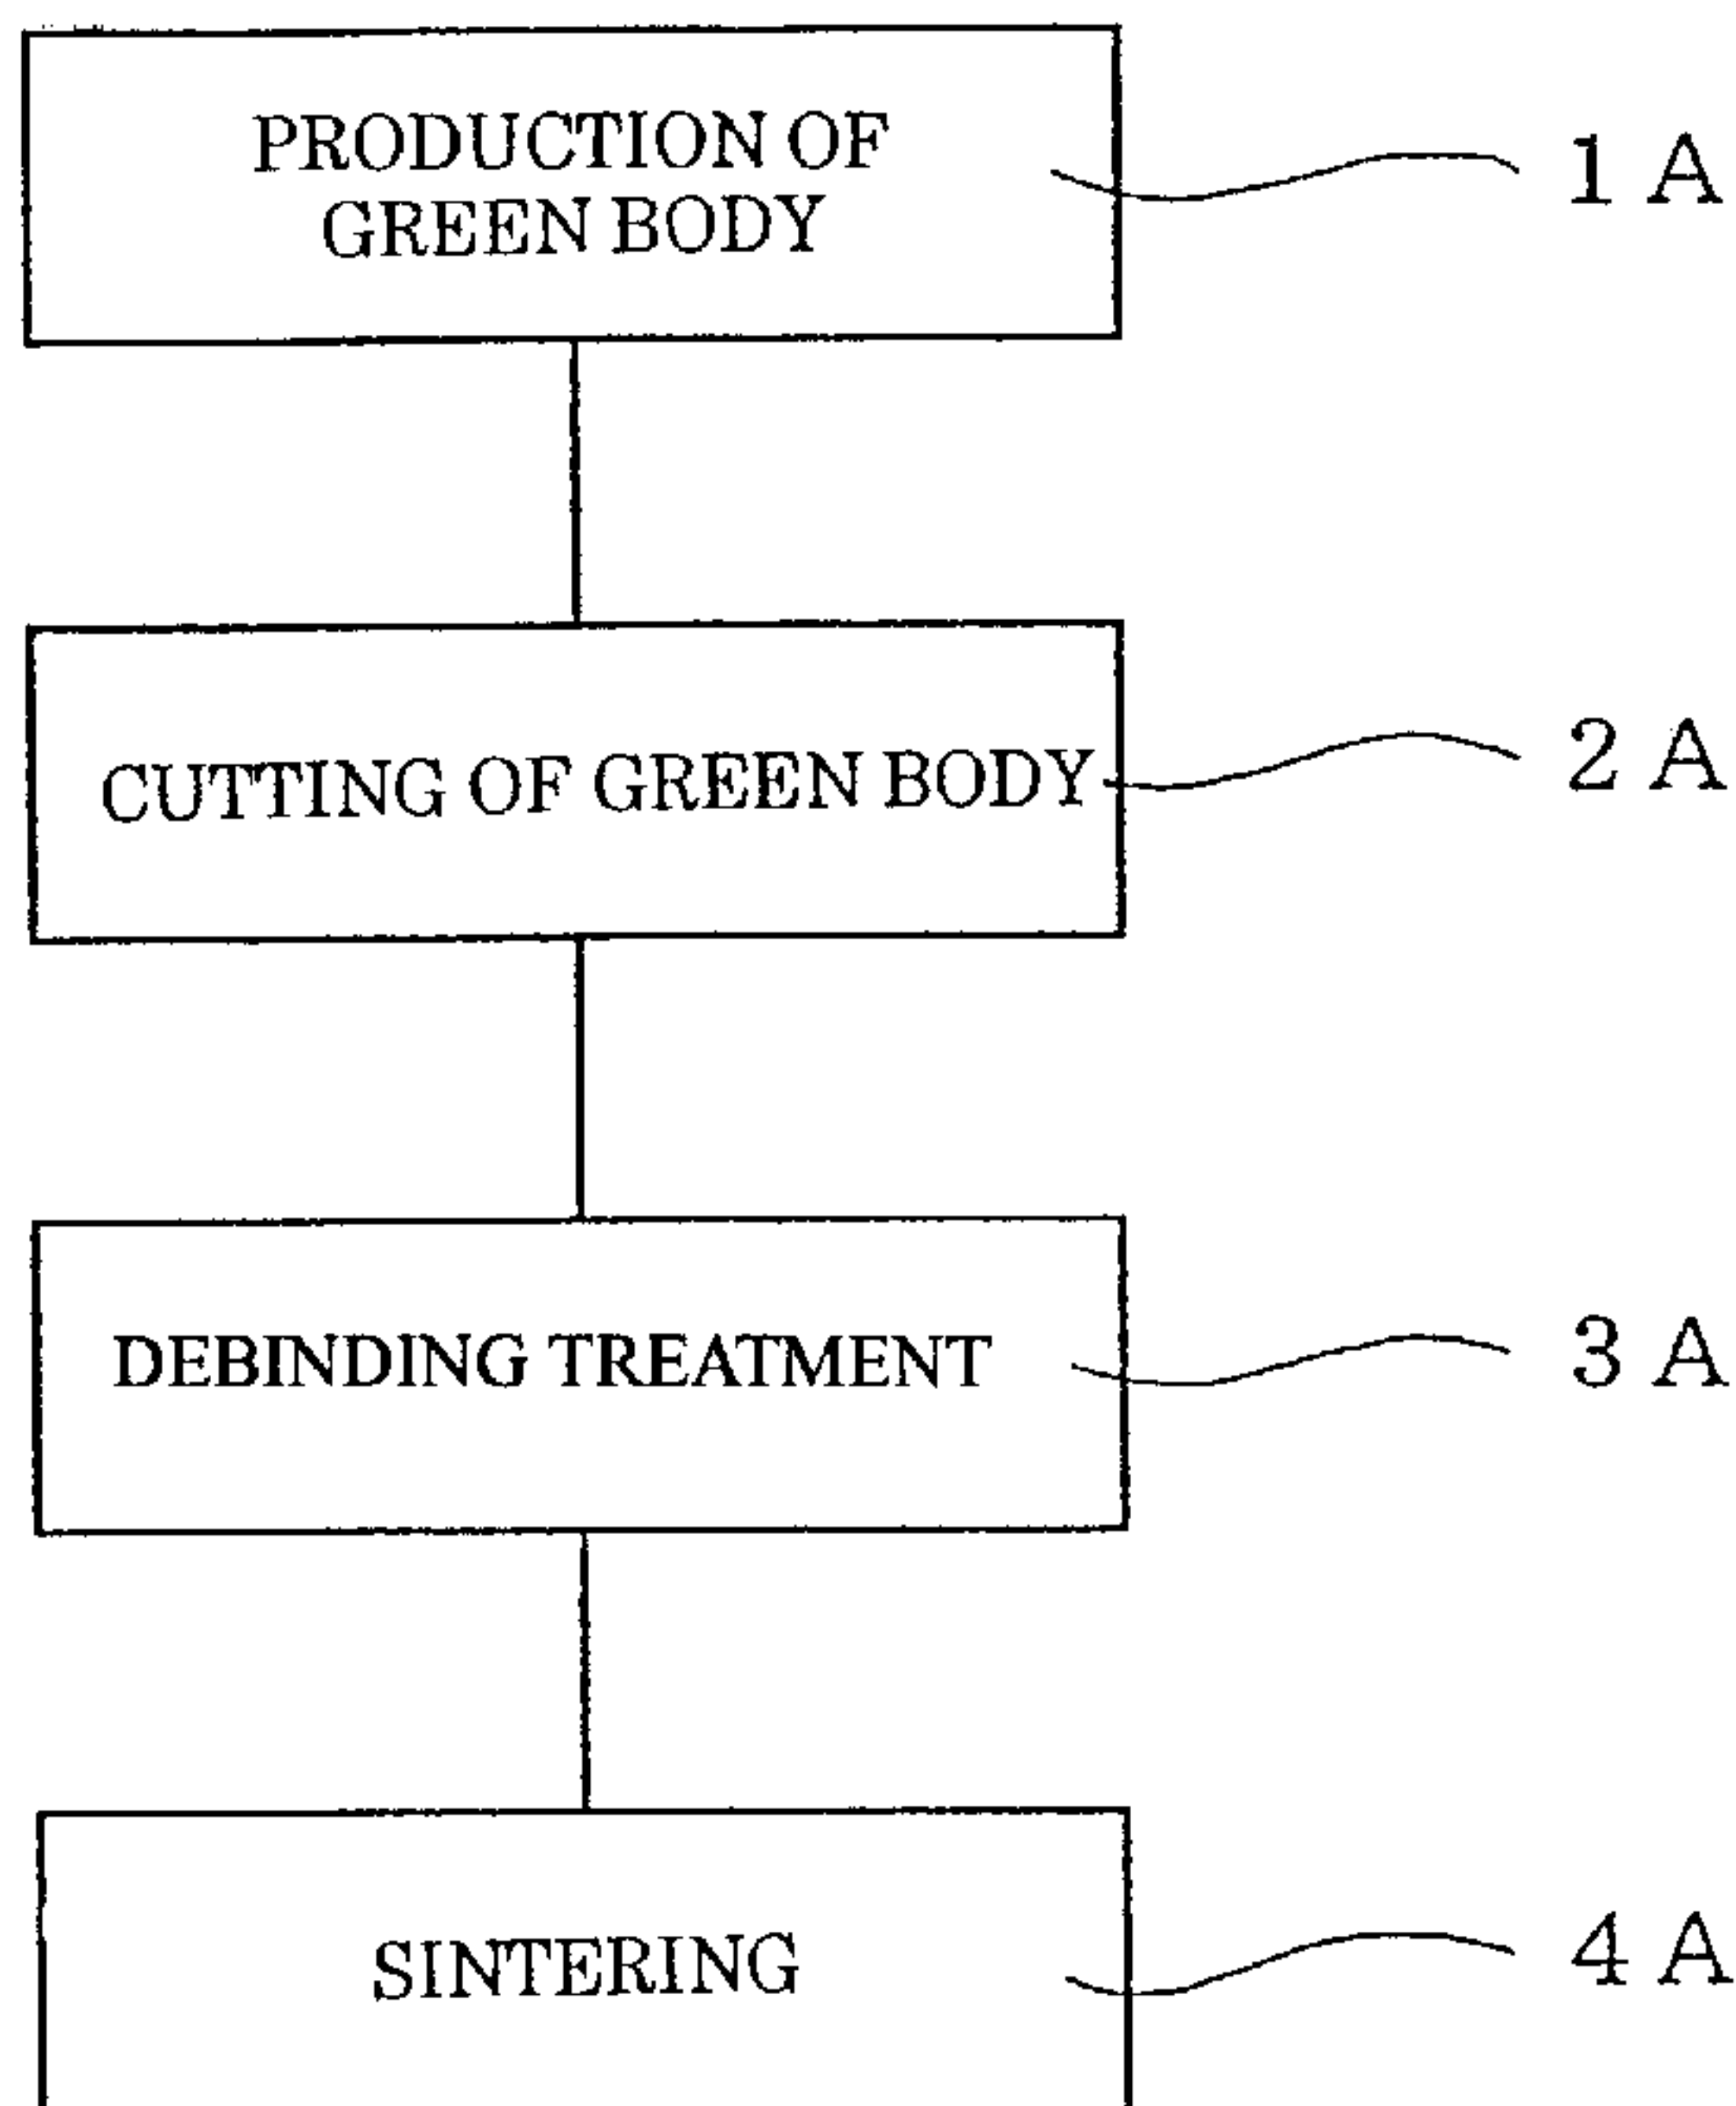 PRODUCTION OF
GREEN BODY
1 A
CUTTING OF GREEN BODY
2 A
DEBINDING TREATMENT
3 A
SINTERING
4 A